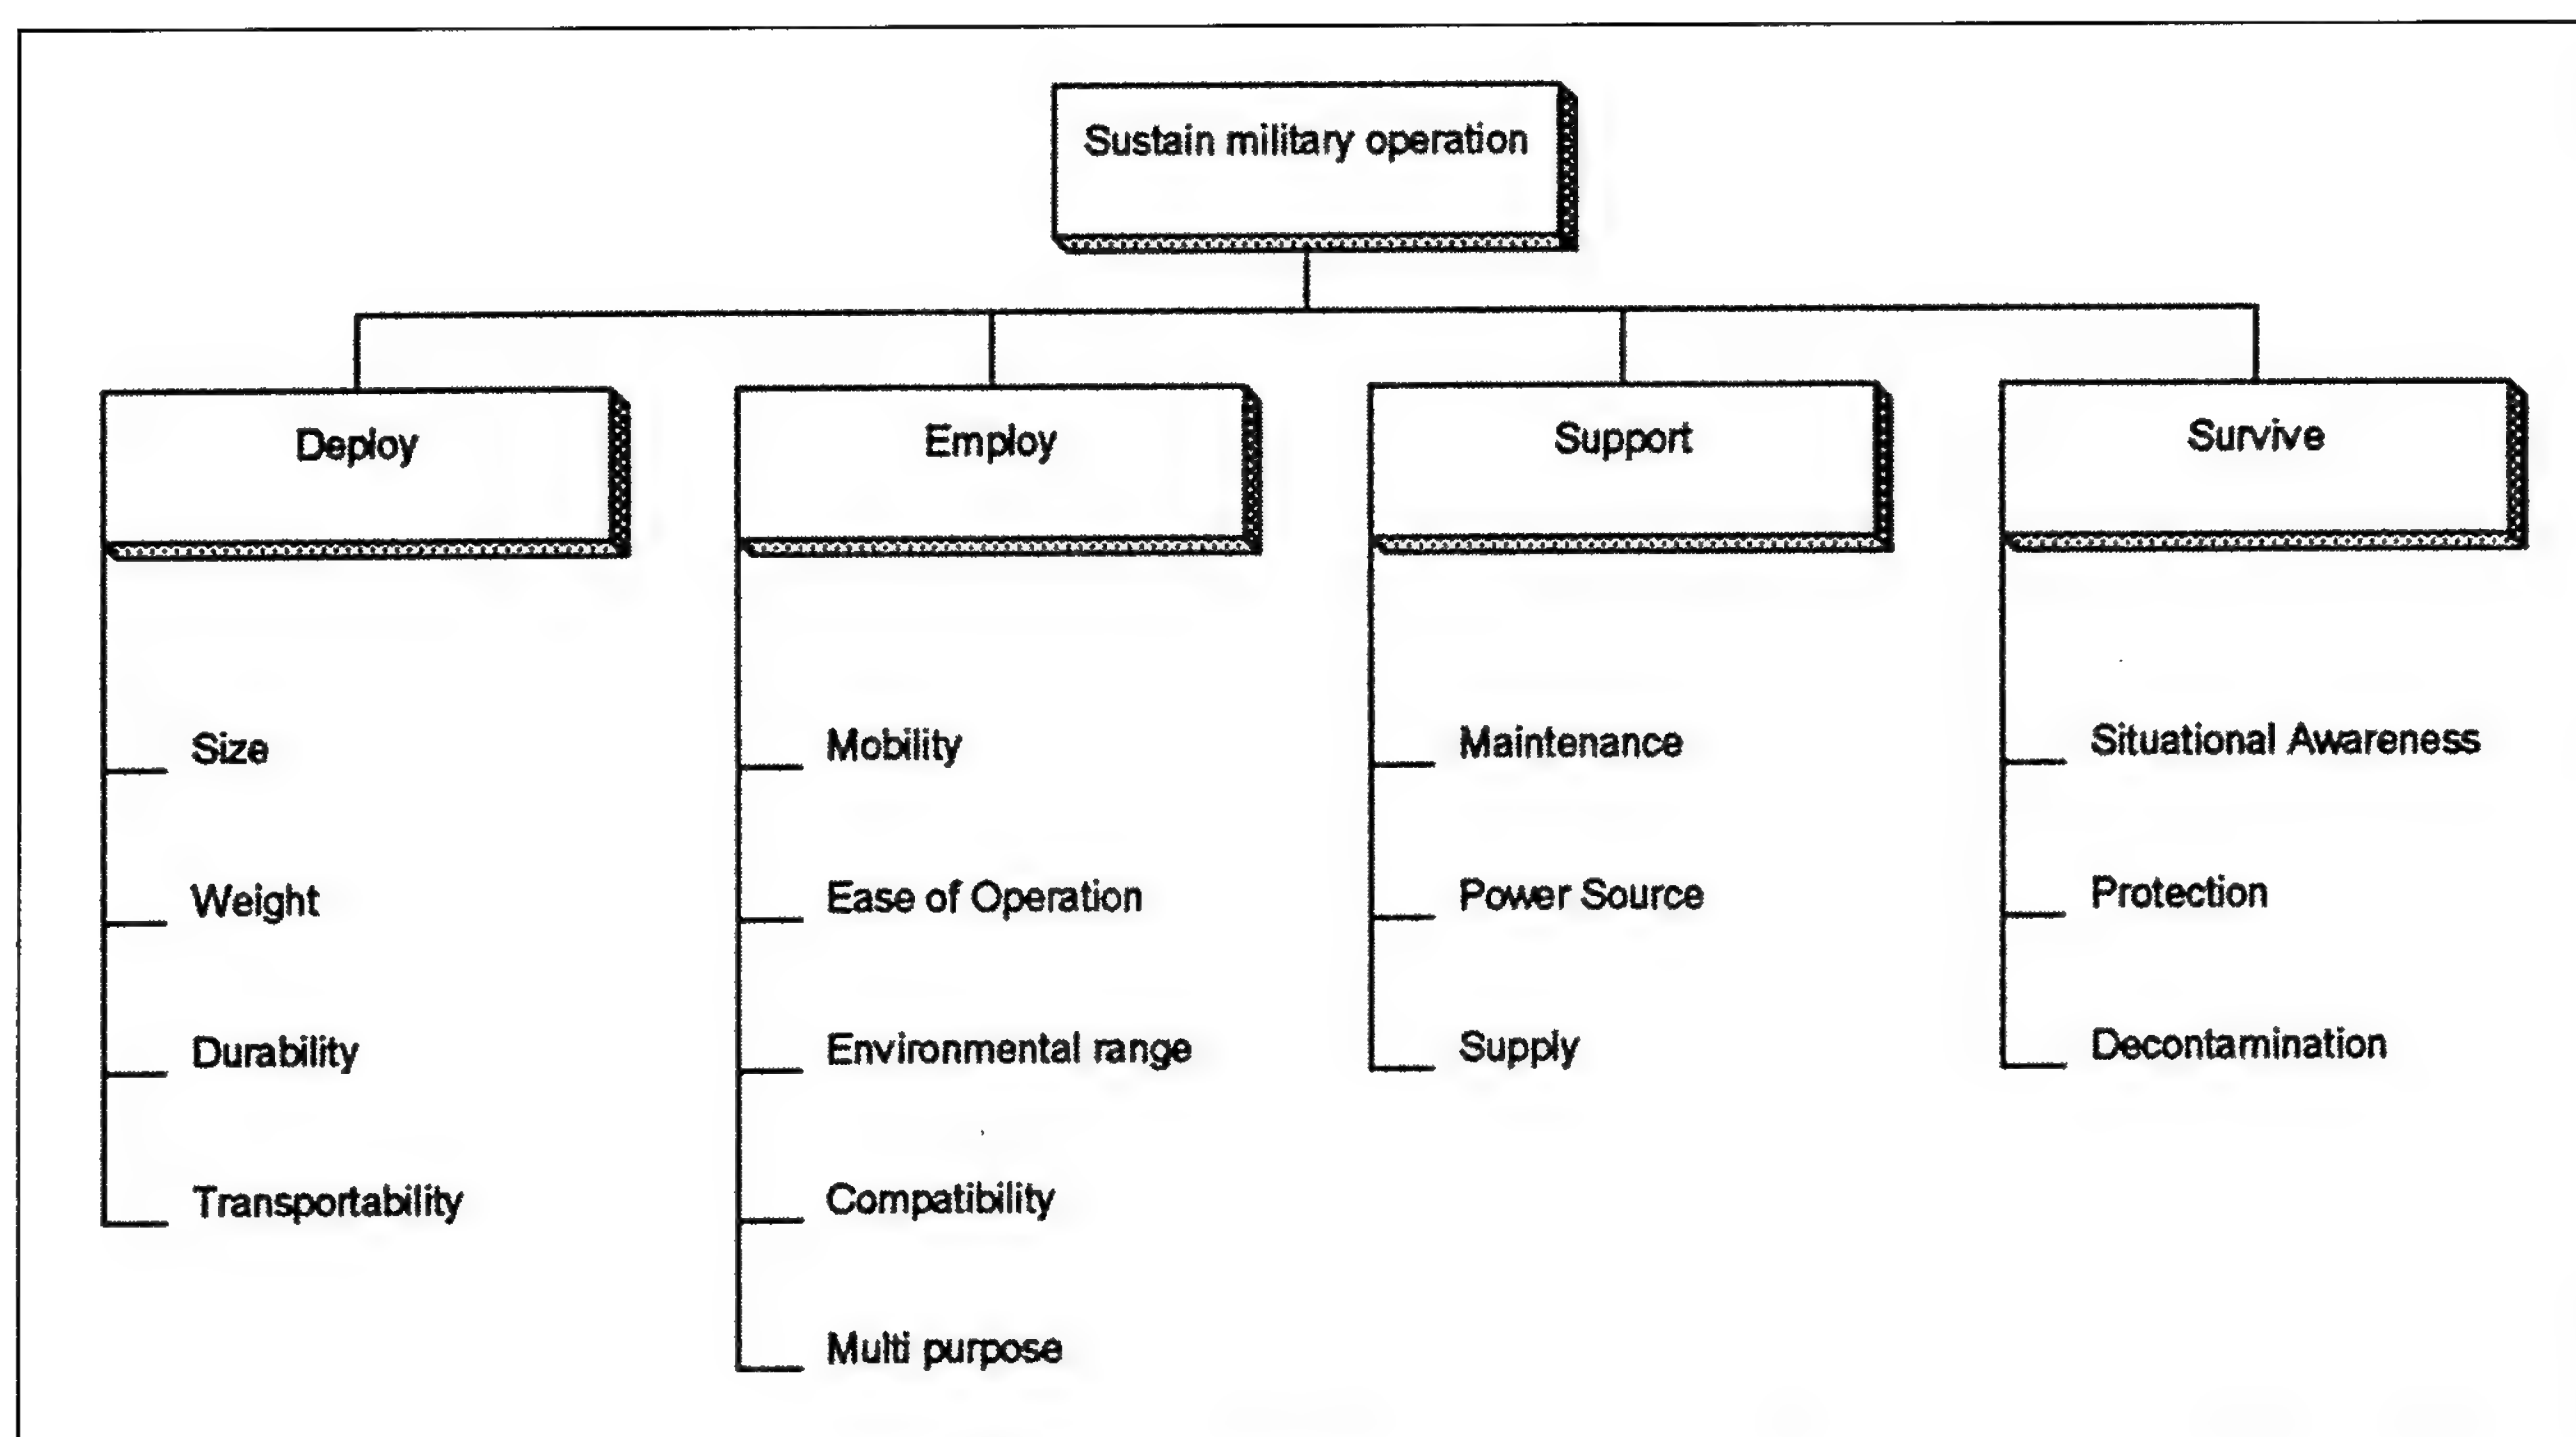 Sustain military operation
Deploy
Employ
Support
Survive
Size
Weight
Durability
Transportability
Mobility
Ease of Operation
Environmental range
Compatibility
Multi purpose
Maintenance
Power Source
Supply
Situational Awareness
Protection
Decontamination